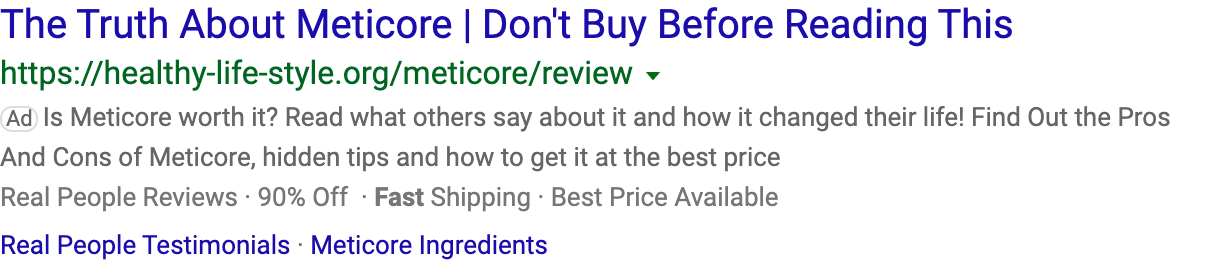 The Truth About Meticore | Don't Buy Before Reading This
https://healthy-life-style.org/meticore/review
Ad Is Meticore worth it? Read what others say about it and how it changed their life! Find Out the Pros
And Cons of Meticore, hidden tips and how to get it at the best price
Real People Reviews · 90% Off · Fast Shipping · Best Price Available
Real People Testimonials · Meticore Ingredients